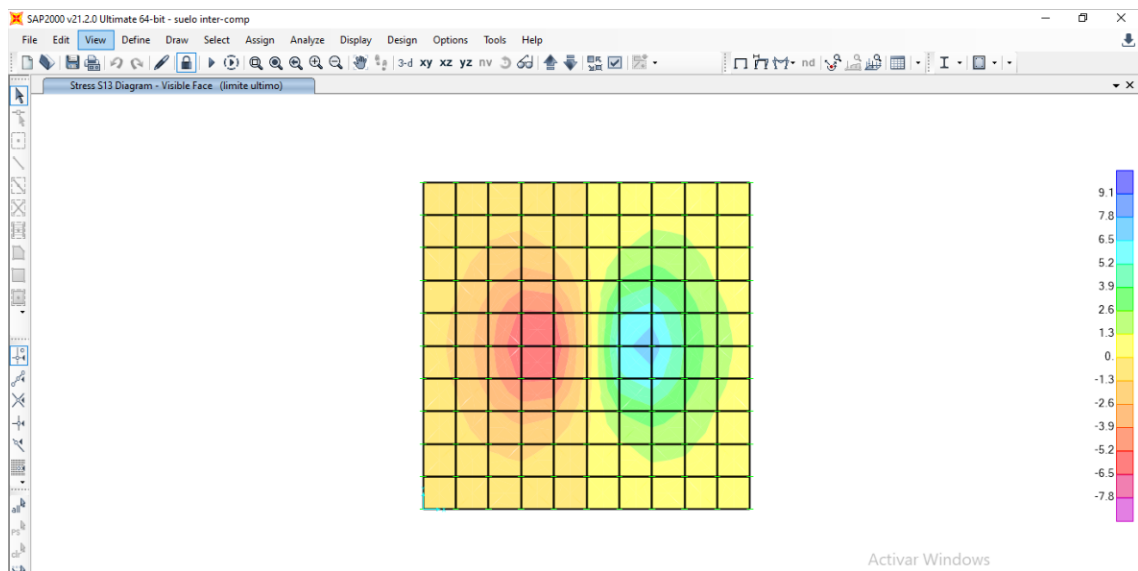 SAP2000 v21.2.0 Ultimate 64-bit - suelo inter-comp
File Edit View Define Draw Select Assign Analyze Display Design Options Tools Help
3-d xy xz yz nv nd
Stress S13 Diagram - Visible Face (limite ultimo)
9.1
7.8
6.5
5.2
3.9
2.6
1.3
0.
-1.3
-2.6
-3.9
-5.2
-6.5
-7.8
all
ps
clr
Activar Windows